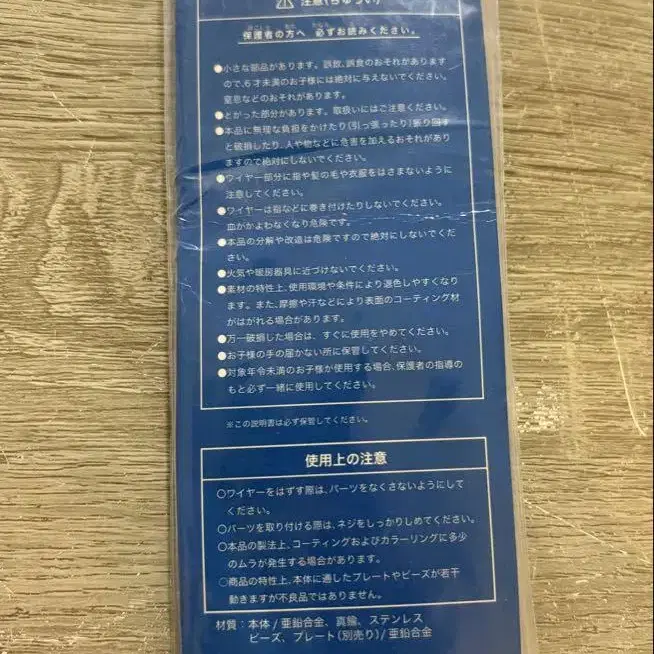 注意(ちゅうい)
保護者の方へ 必ずお読みください。
●小さな部品があります。誤飲、誤食のおそれがあります
ので、6才未満のお子様には絶対に与えないでください。
窒息などのおそれがあります。
●とがった部分があります。取扱いにはご注意ください。
●本品に無理な負担をかけたり(引っ張ったり)振り回す
と破損したり、人や物などに危害を加えるおそれがあり
ますので絶対にしないでください。
●ワイヤー部分に指や髪の毛や衣服をはさまないように
注意してください。
●ワイヤーは指などに巻き付けたりしないでください。
血がかよわなくなり危険です。
●本品の分解や改造は危険ですので絶対にしないでくだ
さい。
●火気や暖房器具に近づけないでください。
●素材の特性上、使用環境や条件により退色しやすくなり
ます。また、摩擦や汗などにより表面のコーティング材
がはがれる場合があります。
●万一破損した場合は、すぐに使用をやめてください。
●お子様の手の届かない所に保管してください。
●対象年令未満のお子様が使用する場合、保護者の指導の
もと必ず一緒に使用してください。
※この説明書は必ず保管してください。
使用上の注意
○ワイヤーをはずす際は、パーツをなくさないようにして
ください。
○パーツを取り付ける際は、ネジをしっかりしめてください。
○本品の製法上、コーティングおよびカラーリングに多少
のムラが発生する場合があります。
○商品の特性上、本体に通したプレートやビーズが若干
動きますが不良品ではありません。
材質:本体/亜鉛合金、真鍮、ステンレス
ビーズ、プレート(別売り)/亜鉛合金